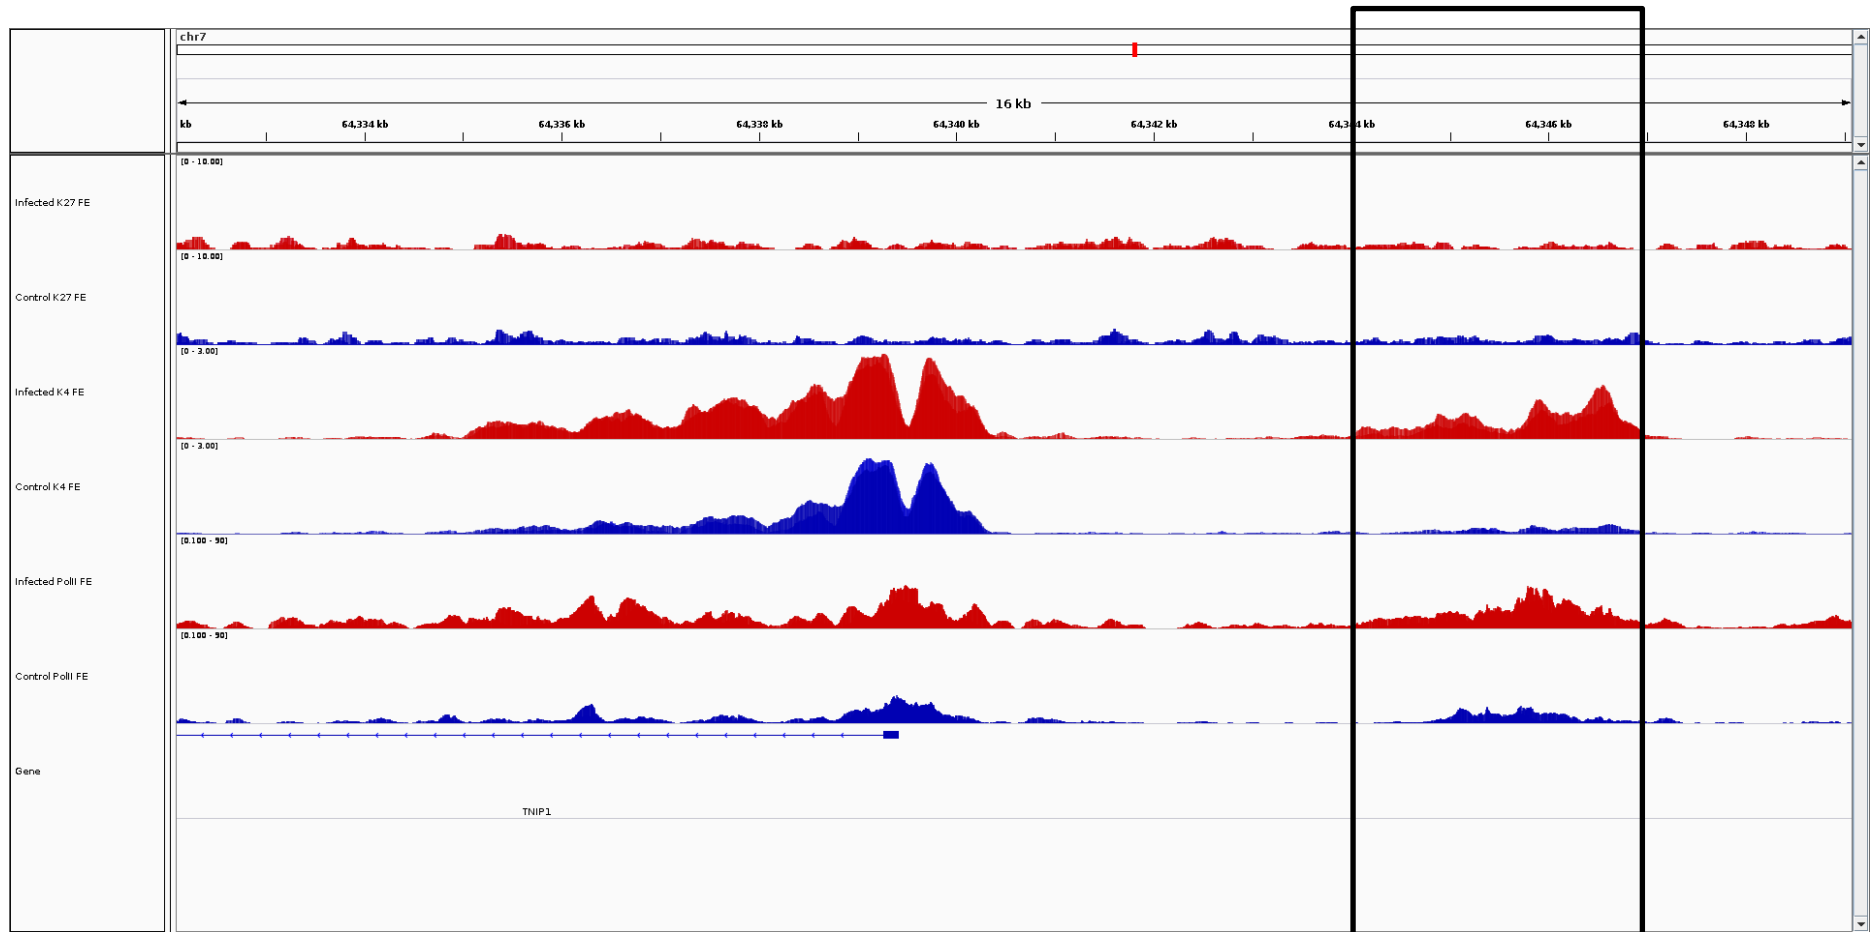 chr7
16 kb
kb 64,334 kb 64,336 kb 64,338 kb 64,340 kb 64,342 kb 64,344 kb 64,346 kb 64,348 kb
[0 - 10.00]
Infected K27 FE
[0 - 10.00]
Control K27 FE
[0 - 3.00]
Infected K4 FE
[0 - 3.00]
Control K4 FE
[0.100 - 90]
Infected PolII FE
[0.100 - 90]
Control PolII FE
Gene
TNIP1